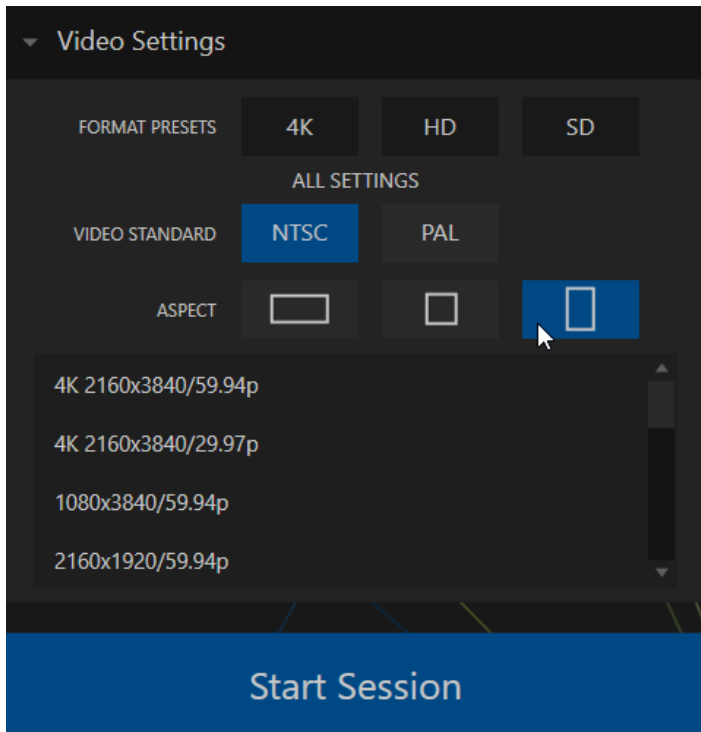 Video Settings
FORMAT PRESETS 4K HD SD
ALL SETTINGS
VIDEO STANDARD NTSC PAL
ASPECT
4K 2160x3840/59.94p
4K 2160x3840/29.97p
1080x3840/59.94p
2160x1920/59.94p
Start Session